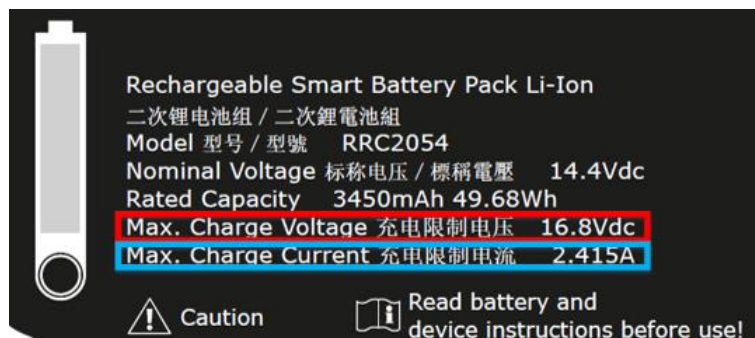 Rechargeable Smart Battery Pack Li-Ion
二次锂电池组 / 二次鋰電池組
Model 型号 / 型號 RRC2054
Nominal Voltage 标称电压 / 標稱電壓 14.4Vdc
Rated Capacity 3450mAh 49.68Wh
Max. Charge Voltage 充电限制电压 16.8Vdc
Max. Charge Current 充电限制电流 2.415A
Caution
Read battery and
device instructions before use!